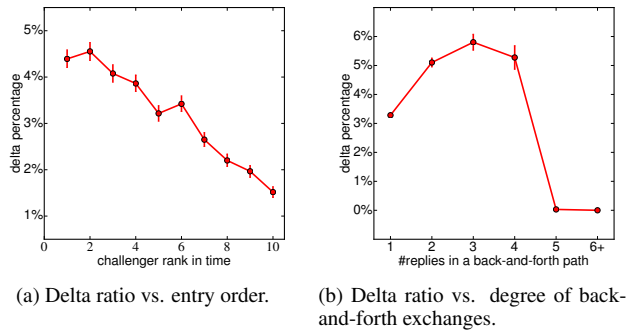 5%
4%
3%
2%
1%
delta percentage
0 2 4 6 8 10
challenger rank in time
(a) Delta ratio vs. entry order.
6%
5%
4%
3%
2%
1%
0%
delta percentage
1 2 3 4 5 6+
#replies in a back-and-forth path
(b) Delta ratio vs. degree of back-
and-forth exchanges.